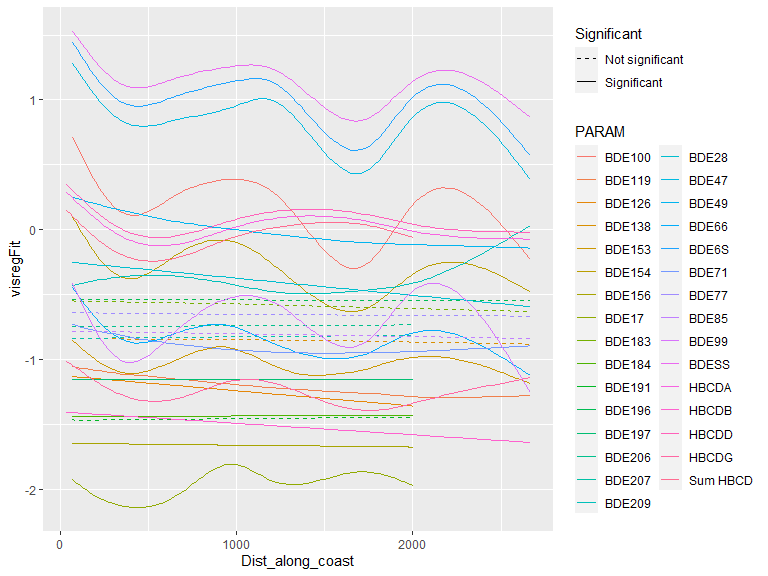 Significant
Not significant
Significant
PARAM
BDE100
BDE119
BDE126
BDE138
BDE153
BDE154
BDE156
BDE17
BDE183
BDE184
BDE191
BDE196
BDE197
BDE206
BDE207
BDE209
BDE28
BDE47
BDE49
BDE66
BDE6S
BDE71
BDE77
BDE85
BDE99
BDESS
HBCDA
HBCDB
HBCDD
HBCDG
Sum HBCD
visregFit
1
0
-1
-2
0
1000
2000
Dist_along_coast